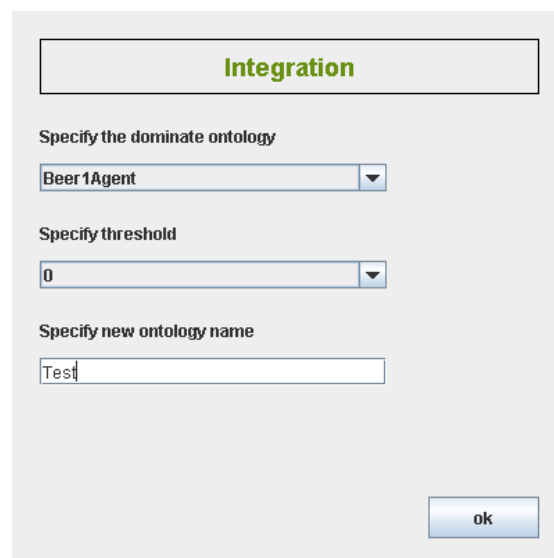 Integration
Specify the dominate ontology
Beer1Agent
Specify threshold
0
Specify new ontology name
Test
ok